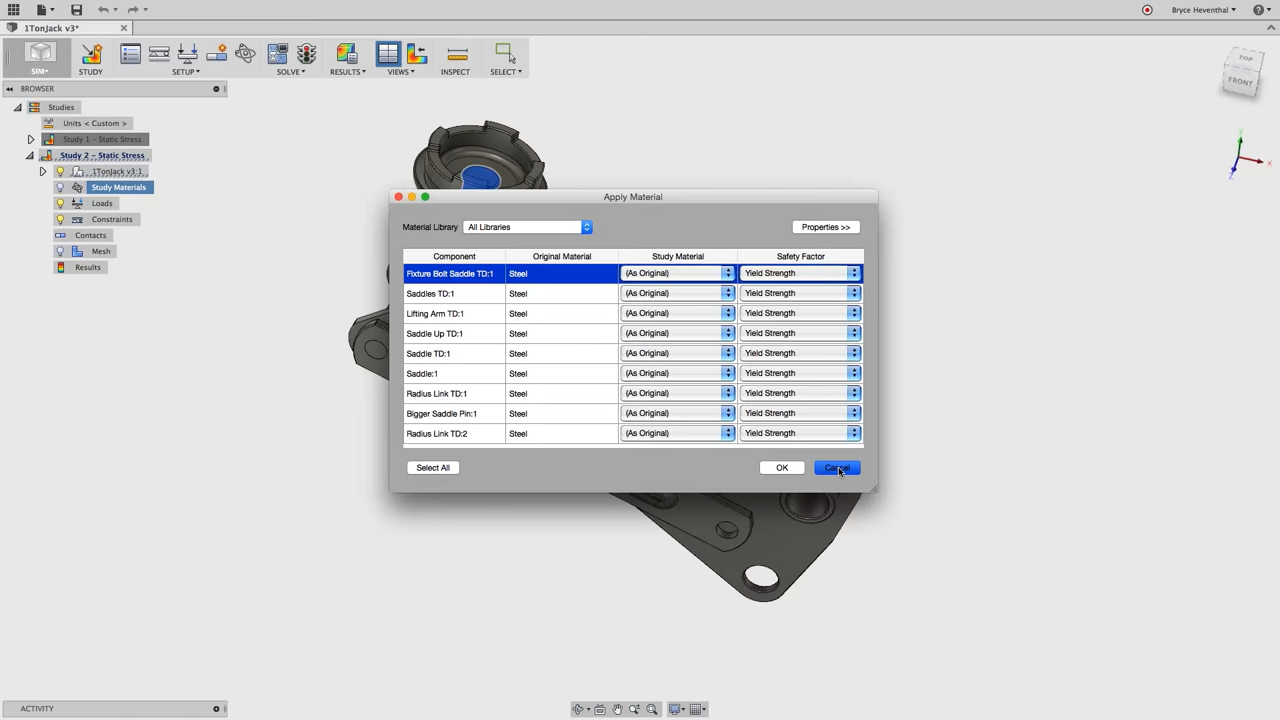 Bryce Heventhal
1TonJack v3*
SIM
STUDY
SETUP
SOLVE
RESULTS
VIEWS
INSPECT
SELECT
TOP
FRONT
BROWSER
Studies
Units < Custom >
Study 1 - Static Stress
Study 2 - Static Stress
1TonJack v3:1
Study Materials
Loads
Constraints
Contacts
Mesh
Results
Y
X
Z
Apply Material
Material Library All Libraries Properties >>
Component Original Material Study Material Safety Factor
Fixture Bolt Saddle TD:1 Steel (As Original) Yield Strength
Saddles TD:1 Steel (As Original) Yield Strength
Lifting Arm TD:1 Steel (As Original) Yield Strength
Saddle Up TD:1 Steel (As Original) Yield Strength
Saddle TD:1 Steel (As Original) Yield Strength
Saddle:1 Steel (As Original) Yield Strength
Radius Link TD:1 Steel (As Original) Yield Strength
Bigger Saddle Pin:1 Steel (As Original) Yield Strength
Radius Link TD:2 Steel (As Original) Yield Strength
Select All OK Cancel
ACTIVITY